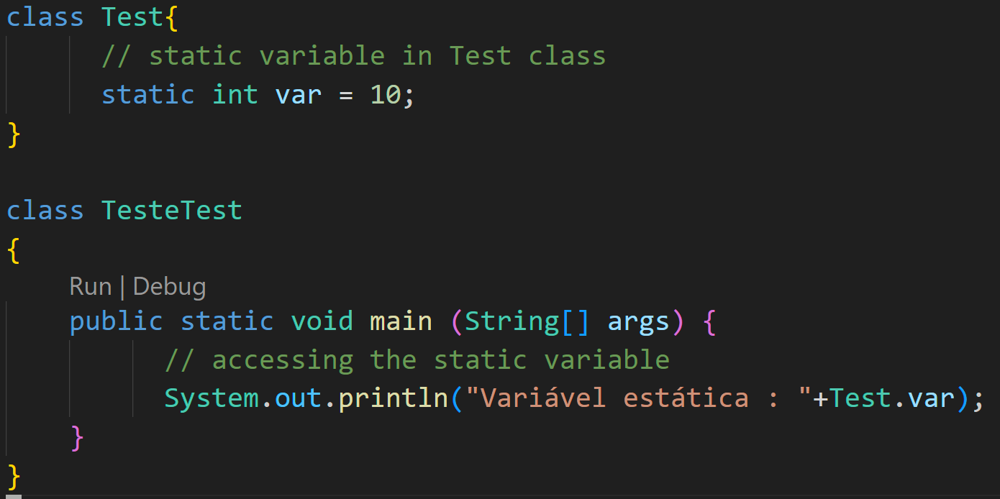 class Test{
// static variable in Test class
static int var = 10;
}
class TesteTest
{
Run | Debug
public static void main (String[] args) {
// accessing the static variable
System.out.println("Variável estática : "+Test.var);
}
}